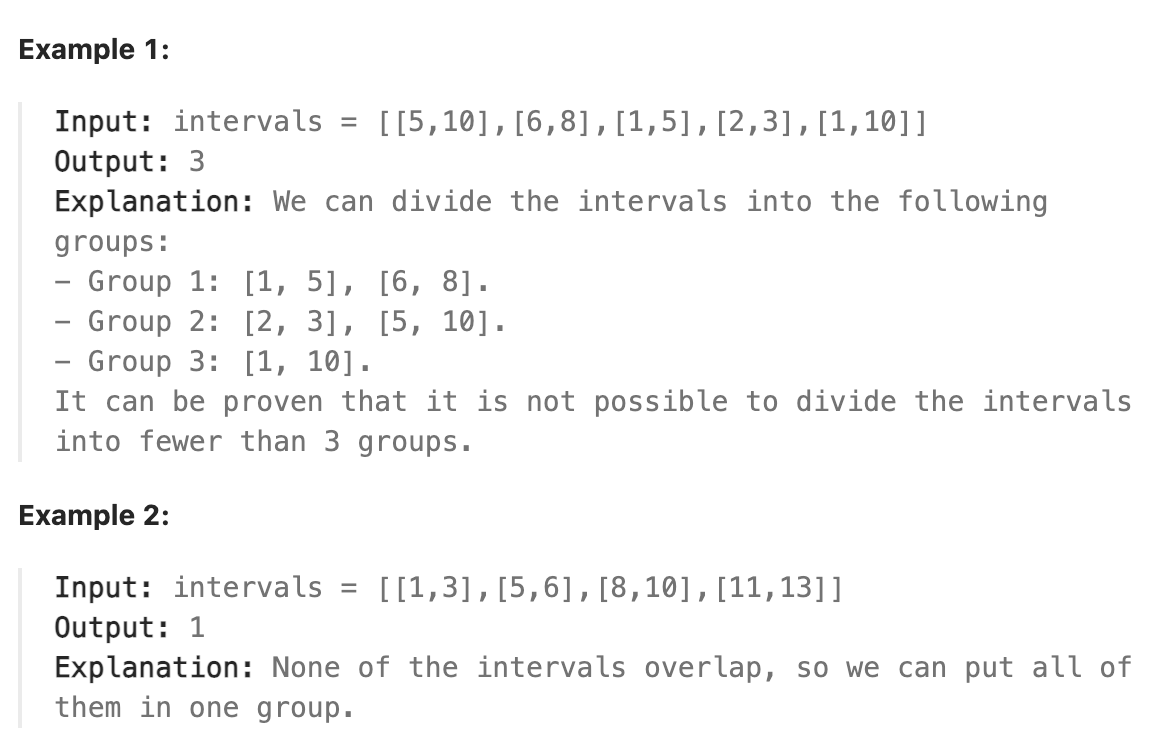 Example 1:
Input: intervals = [[5,10],[6,8],[1,5],[2,3],[1,10]]
Output: 3
Explanation: We can divide the intervals into the following
groups:
- Group 1: [1, 5], [6, 8].
- Group 2: [2, 3], [5, 10].
- Group 3: [1, 10].
It can be proven that it is not possible to divide the intervals
into fewer than 3 groups.
Example 2:
Input: intervals = [[1,3],[5,6],[8,10],[11,13]]
Output: 1
Explanation: None of the intervals overlap, so we can put all of
them in one group.